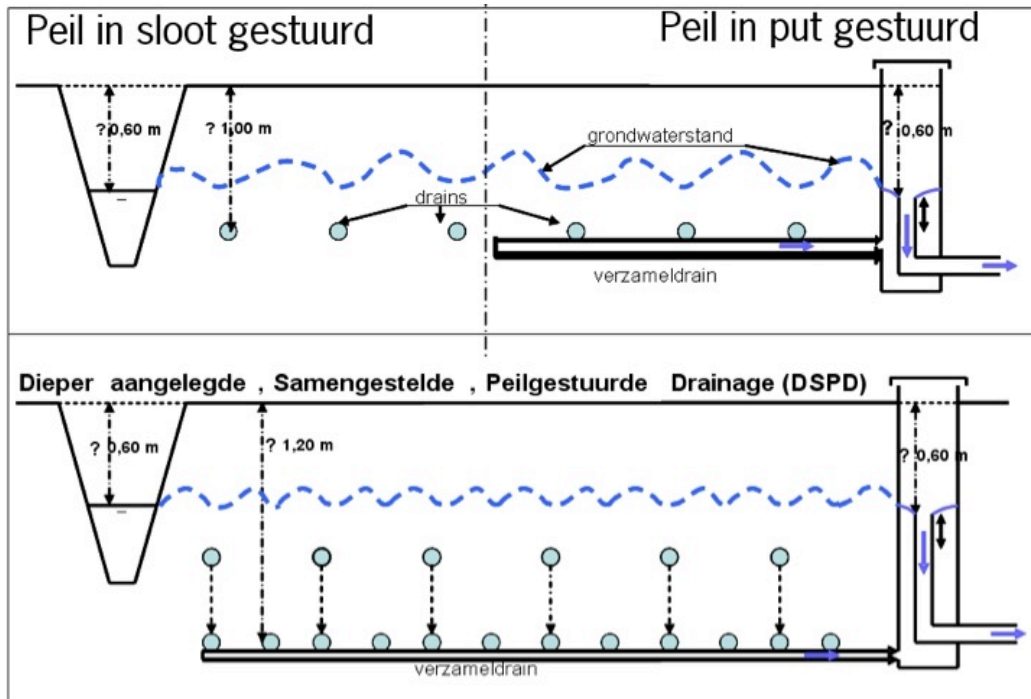 Peil in sloot gestuurd
Peil in put gestuurd
? 0,60 m
? 1,00 m
grondwaterstand
? 0,60 m
drains
verzameldrain
Dieper aangelegde , Samengestelde , Peilgestuurde Drainage (DSPD)
? 0,60 m
? 1,20 m
? 0,60 m
verzameldrain